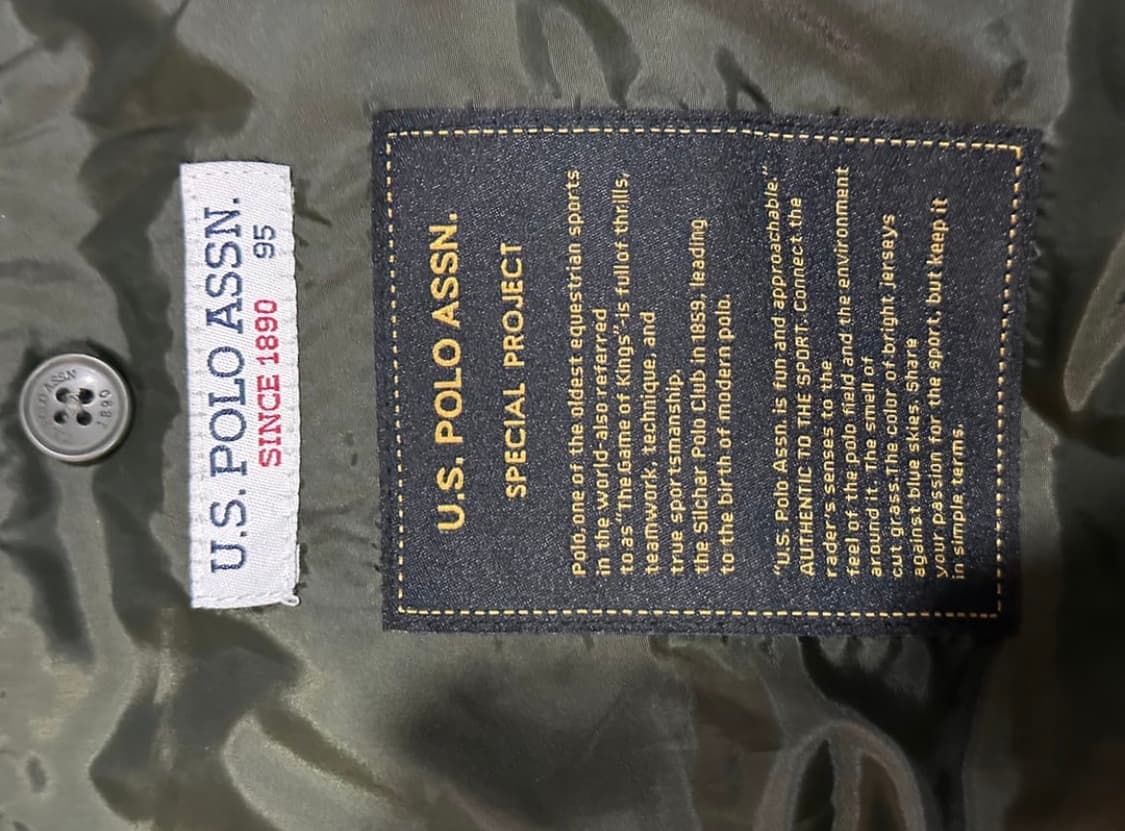 U.S. POLO ASSN.
SINCE 1890 95
U.S. POLO ASSN.
SPECIAL PROJECT
Polo,one of the oldest equestrian sports
in the world-also referred
to as "The Game of Kings"-is full of thrills,
teamwork, technique, and
true sportsmanship.
the Silchar Polo Club in 1859, leading
to the birth of modern polo.
"U.S. Polo Assn. is fun and approachable."
AUTHENTIC TO THE SPORT. Connect the
rader's senses to the
feel of the polo field and the environment
around it. The smell of
cut grass.The color of bright jerseys
against blue skies. Share
your passion for the sport, but keep it
in simple terms.
ASSN
1890